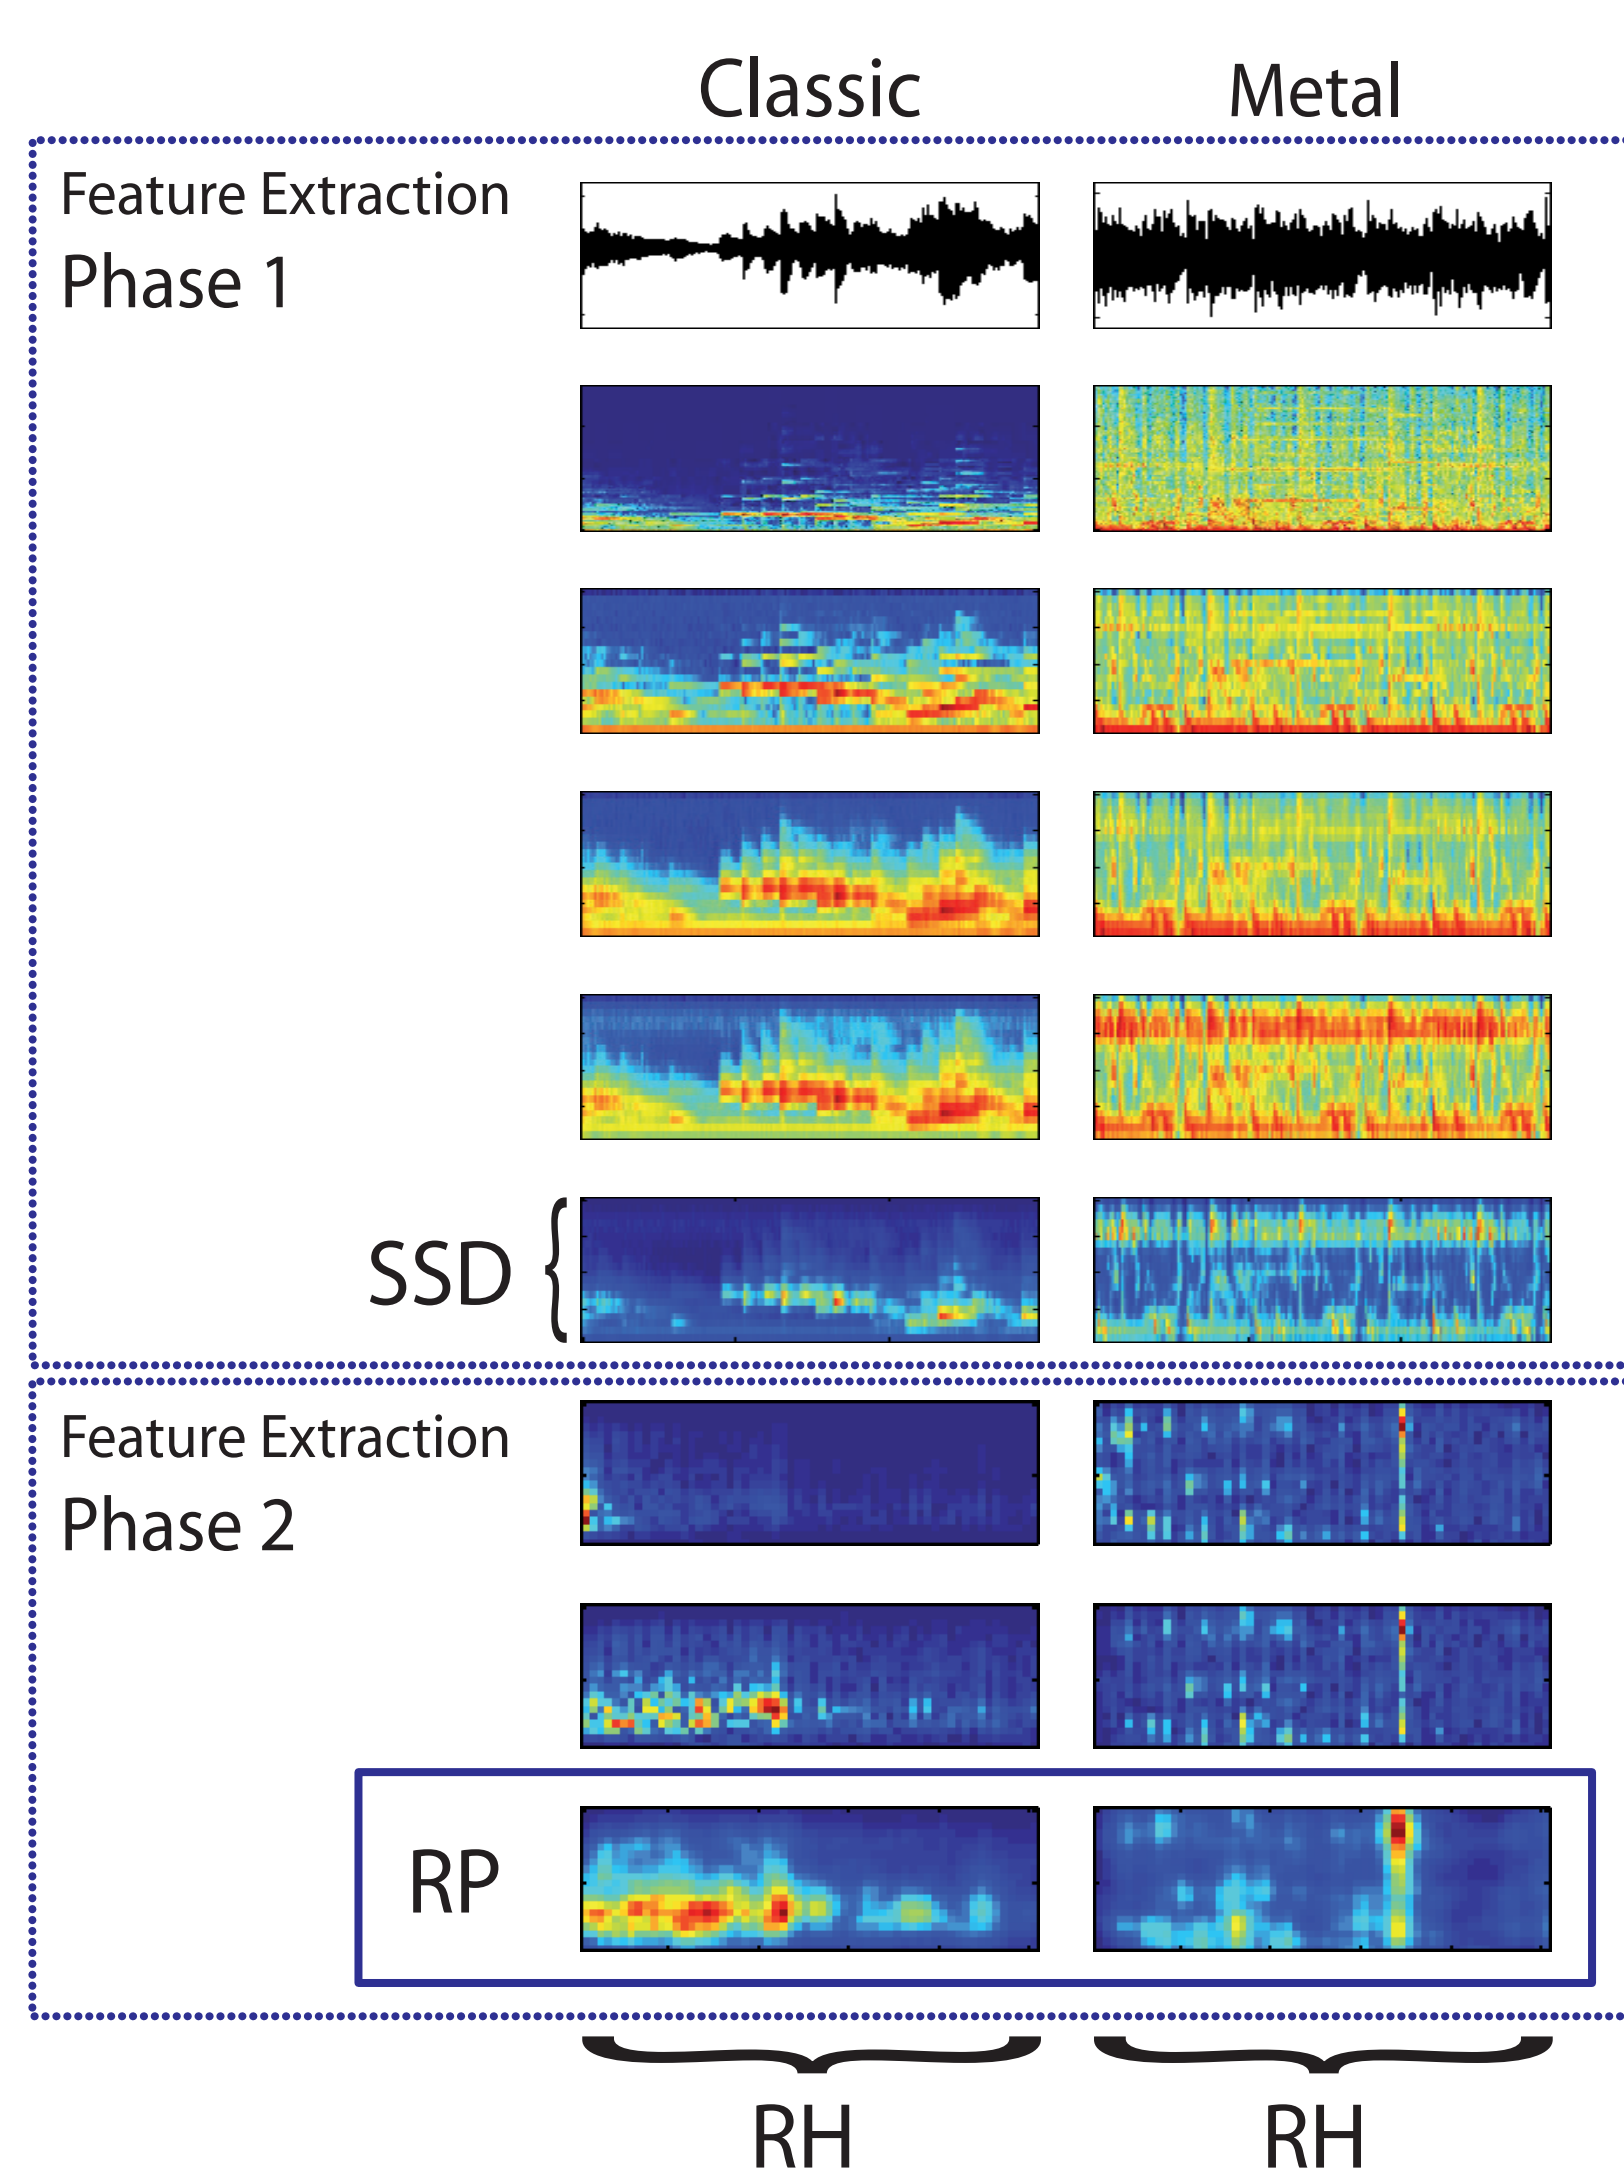 Classic Metal
Feature Extraction
Phase 1
SSD
Feature Extraction
Phase 2
RP
RH RH